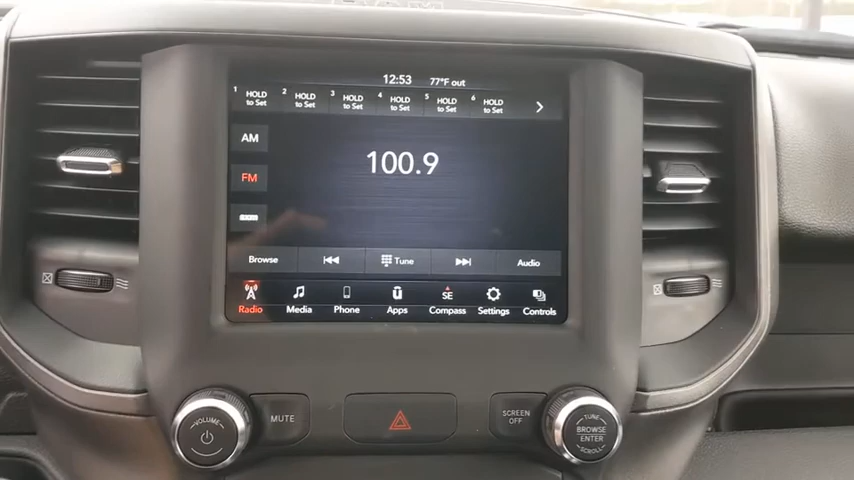 12:53 77°F out
1 HOLD to Set 2 HOLD to Set 3 HOLD to Set 4 HOLD to Set 5 HOLD to Set 6 HOLD to Set
AM
100.9
FM
Browse Tune Audio
Radio Media Phone Apps SE Compass Settings Controls
VOLUME MUTE SCREEN OFF TUNE BROWSE ENTER SCROLL